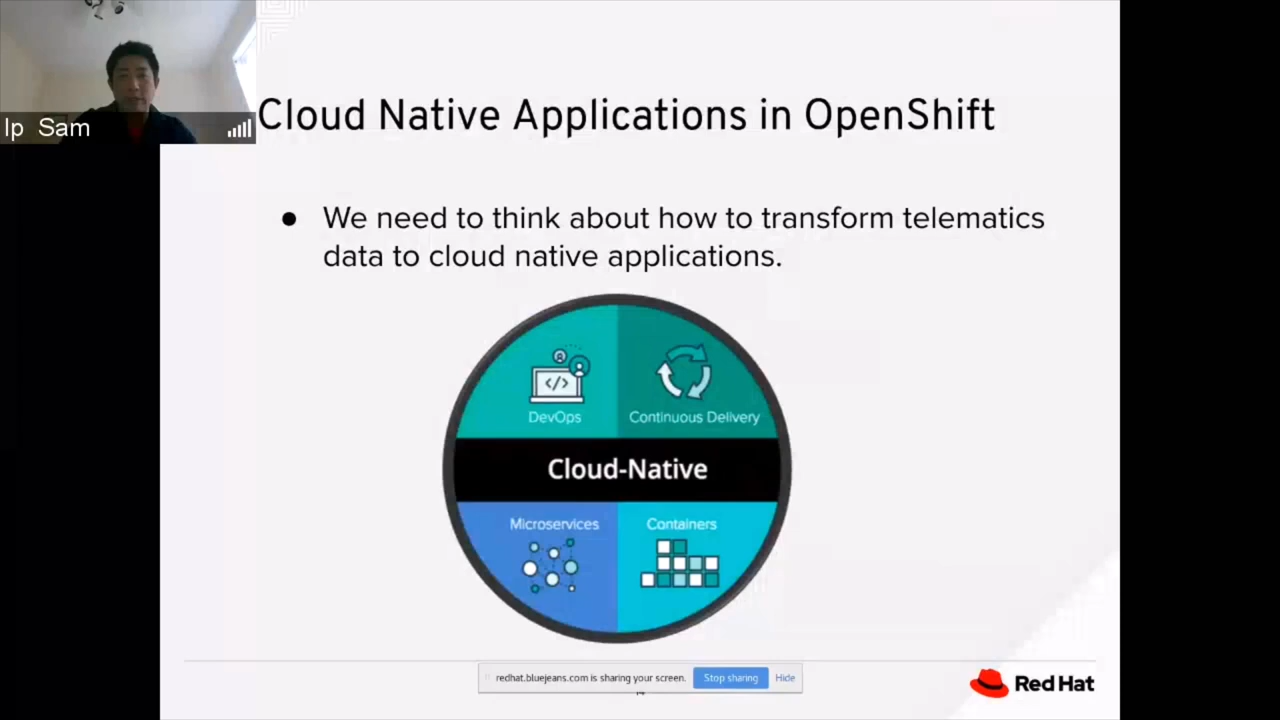 Ip Sam
Cloud Native Applications in OpenShift
● We need to think about how to transform telematics
data to cloud native applications.
DevOps
Continuous Delivery
Cloud-Native
Microservices
Containers
redhat.bluejeans.com is sharing your screen. Stop sharing Hide
Red Hat